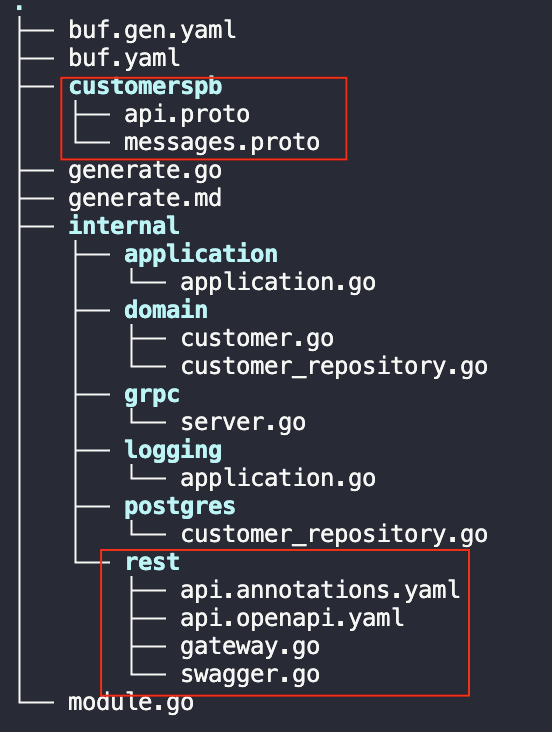 .
├── buf.gen.yaml
├── buf.yaml
├── customerspb
│   ├── api.proto
│   └── messages.proto
├── generate.go
├── generate.md
├── internal
│   ├── application
│   │   └── application.go
│   ├── domain
│   │   ├── customer.go
│   │   └── customer_repository.go
│   ├── grpc
│   │   └── server.go
│   ├── logging
│   │   └── application.go
│   ├── postgres
│   │   └── customer_repository.go
│   └── rest
│       ├── api.annotations.yaml
│       ├── api.openapi.yaml
│       ├── gateway.go
│       └── swagger.go
└── module.go